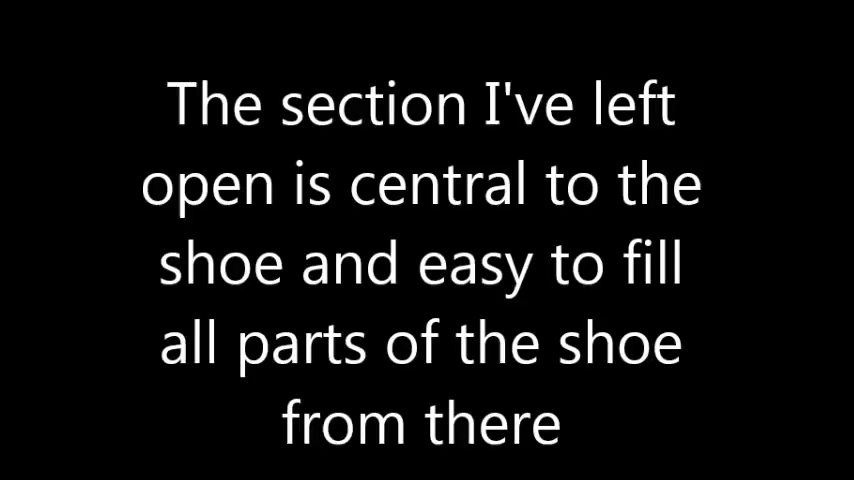 The section I've left
open is central to the
shoe and easy to fill
all parts of the shoe
from there